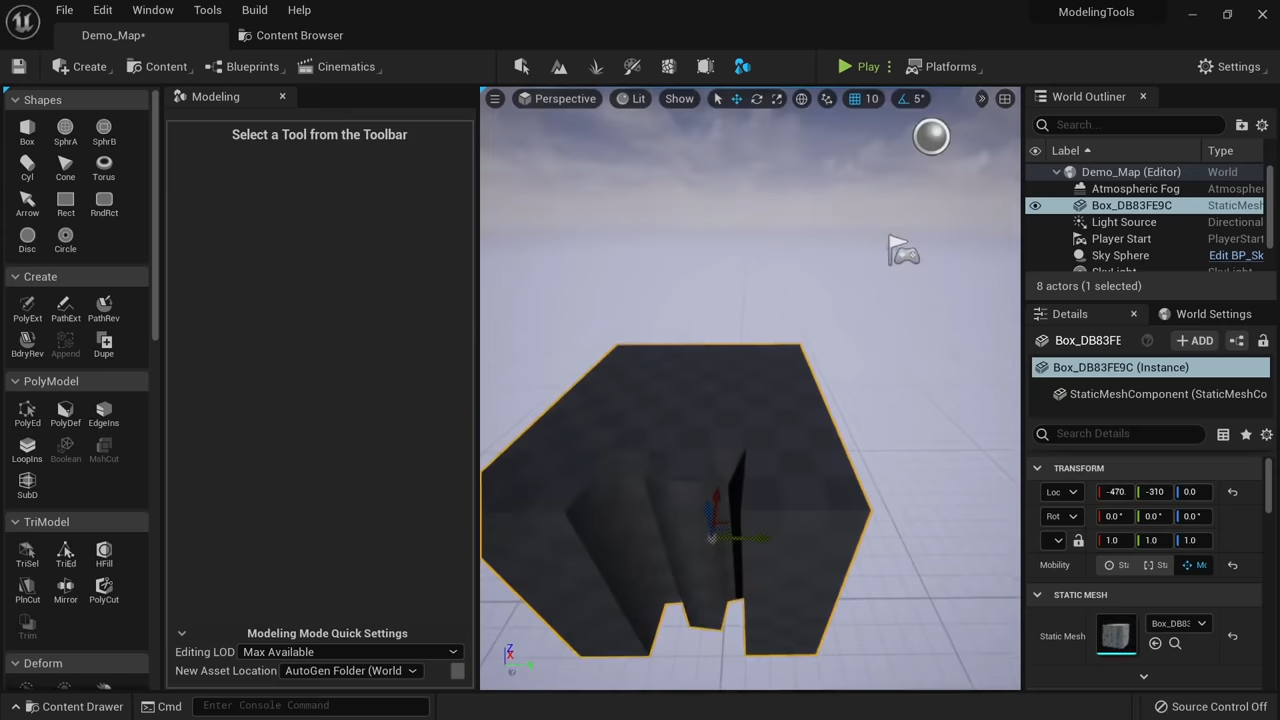 File Edit Window Tools Build Help ModelingTools
Demo_Map* Content Browser
Create Content Blueprints Cinematics Play Platforms Settings
Shapes
Box SphrA SphrB
Cyl Cone Torus
Arrow Rect RndRct
Disc Circle
Create
PolyExt PathExt PathRev
BdryRev Append Dupe
PolyModel
PolyEd PolyDef EdgeIns
LoopIns Boolean MshCut
SubD
TriModel
TriSel TriEd HFill
PlnCut Mirror PolyCut
Trim
Deform
Modeling
Select a Tool from the Toolbar
Modeling Mode Quick Settings
Editing LOD Max Available
New Asset Location AutoGen Folder (World
Perspective Lit Show 10 5°
Z
X
World Outliner
Search...
Label Type
Demo_Map (Editor) World
Atmospheric Fog Atmosphe
Box_DB83FE9C StaticMesh
Light Source Directional
Player Start PlayerStart
Sky Sphere Edit BP_Sk
SkyLight SkyLight
8 actors (1 selected)
Details World Settings
Box_DB83FE ADD
Box_DB83FE9C (Instance)
StaticMeshComponent (StaticMeshCo
Search Details
TRANSFORM
Loc -470. -310 0.0
Rot 0.0° 0.0° 0.0°
1.0 1.0 1.0
Mobility Sta Sta Mo
STATIC MESH
Static Mesh Box_DB83
Content Drawer Cmd Enter Console Command Source Control Off